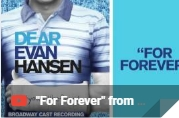 DEAR
EVAN
HANSEN
BROADWAY CAST RECORDING
"FOR
FOREVER"
"For Forever" from